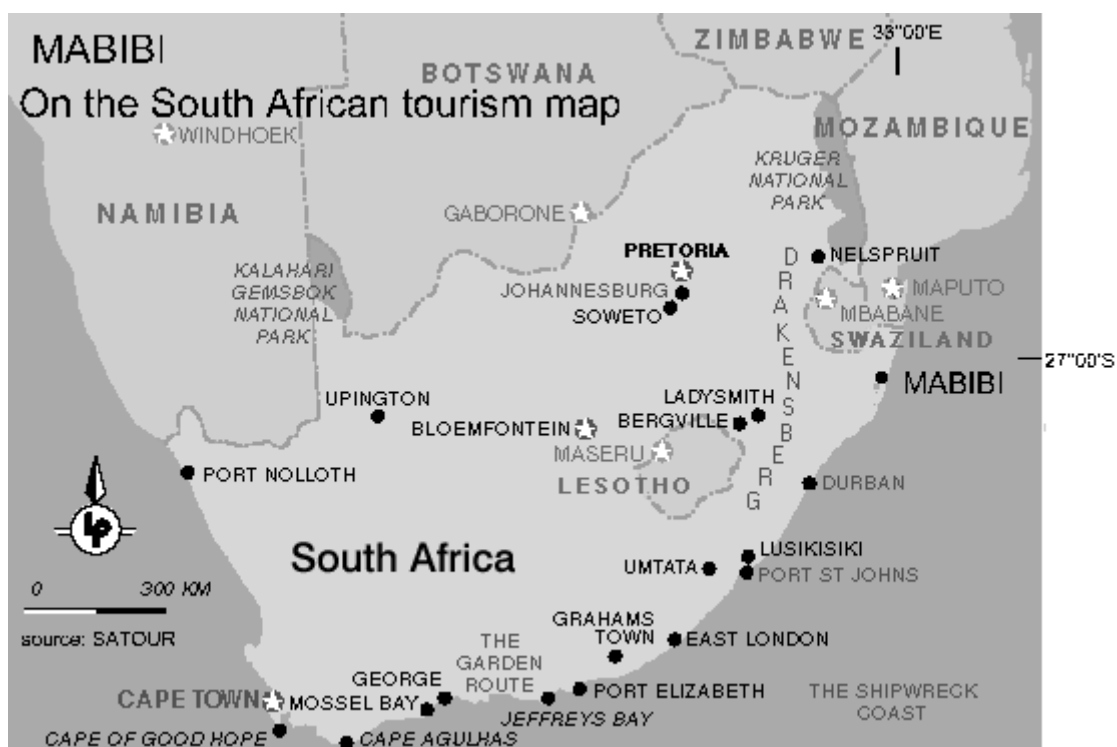 MABIBI
On the South African tourism map
ZIMBABWE
33"00'E
BOTSWANA
WINDHOEK
MOZAMBIQUE
KRUGER
NATIONAL
PARK
NAMIBIA
GABORONE
PRETORIA
DRAKENSBERG
NELSPRUIT
KALAHARI
GEMSBOK
NATIONAL
PARK
JOHANNESBURG
SOWETO
MAPUTO
MBABANE
SWAZILAND
27"00'S
MABIBI
UPINGTON
LADYSMITH
BLOEMFONTEIN
BERGVILLE
MASERU
LESOTHO
PORT NOLLOTH
DURBAN
LP
South Africa
LUSIKISIKI
UMTATA
PORT ST JOHNS
0 300 KM
source: SATOUR
GRAHAMS
TOWN
EAST LONDON
THE
GARDEN
ROUTE
GEORGE
CAPE TOWN
MOSSEL BAY
PORT ELIZABETH
JEFFREYS BAY
THE SHIPWRECK
COAST
CAPE OF GOOD HOPE
CAPE AGULHAS